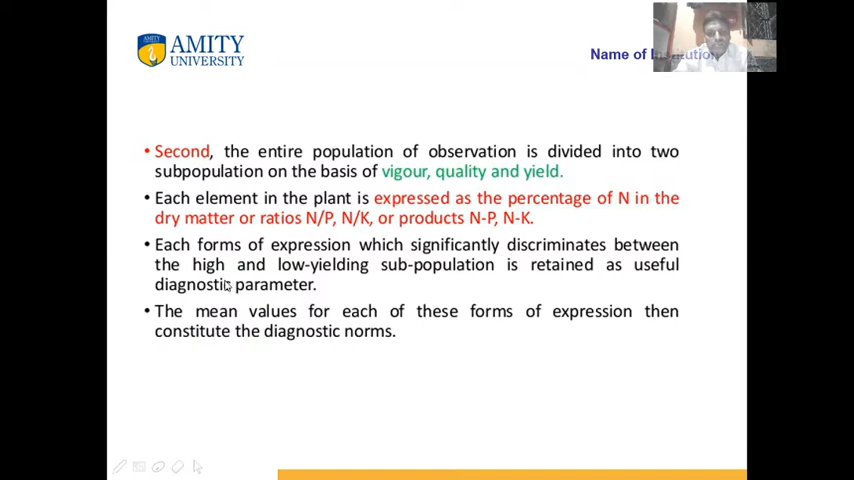 AMITY
AMITY
UNIVERSITY
Name of Institution
• Second, the entire population of observation is divided into two
subpopulation on the basis of vigour, quality and yield.
• Each element in the plant is expressed as the percentage of N in the
dry matter or ratios N/P, N/K, or products N-P, N-K.
• Each forms of expression which significantly discriminates between
the high and low-yielding sub-population is retained as useful
diagnostic parameter.
• The mean values for each of these forms of expression then
constitute the diagnostic norms.